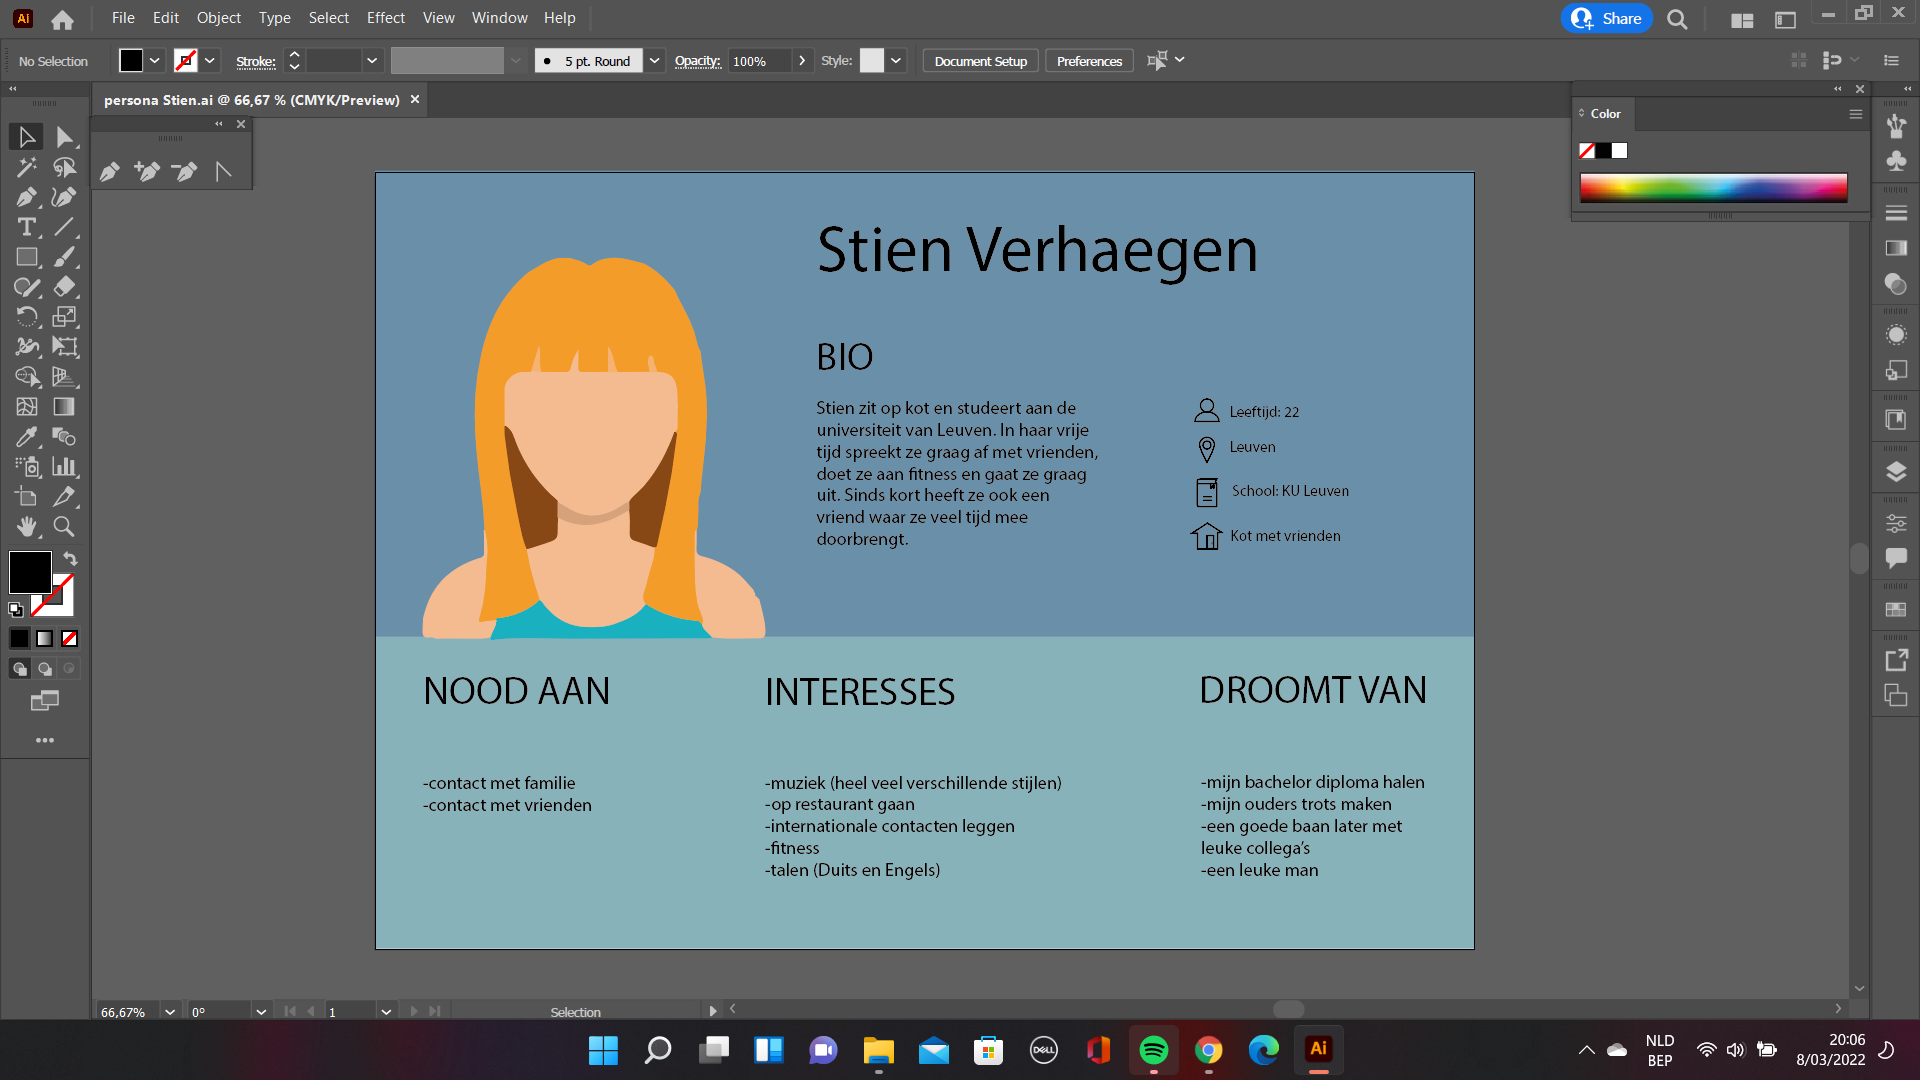 Ai File Edit Object Type Select Effect View Window Help Share
No Selection Stroke: 5 pt. Round Opacity: 100% Style: Document Setup Preferences
persona Stien.ai @ 66,67 % (CMYK/Preview)
Color
Stien Verhaegen
BIO
Stien zit op kot en studeert aan de
universiteit van Leuven. In haar vrije
tijd spreekt ze graag af met vrienden,
doet ze aan fitness en gaat ze graag
uit. Sinds kort heeft ze ook een
vriend waar ze veel tijd mee
doorbrengt.
Leeftijd: 22
Leuven
School: KU Leuven
Kot met vrienden
NOOD AAN
-contact met familie
-contact met vrienden
INTERESSES
-muziek (heel veel verschillende stijlen)
-op restaurant gaan
-internationale contacten leggen
-fitness
-talen (Duits en Engels)
DROOMT VAN
-mijn bachelor diploma halen
-mijn ouders trots maken
-een goede baan later met
leuke collega's
-een leuke man
66,67% 0° 1 Selection
DELL
Ai
NLD
BEP
20:06
8/03/2022